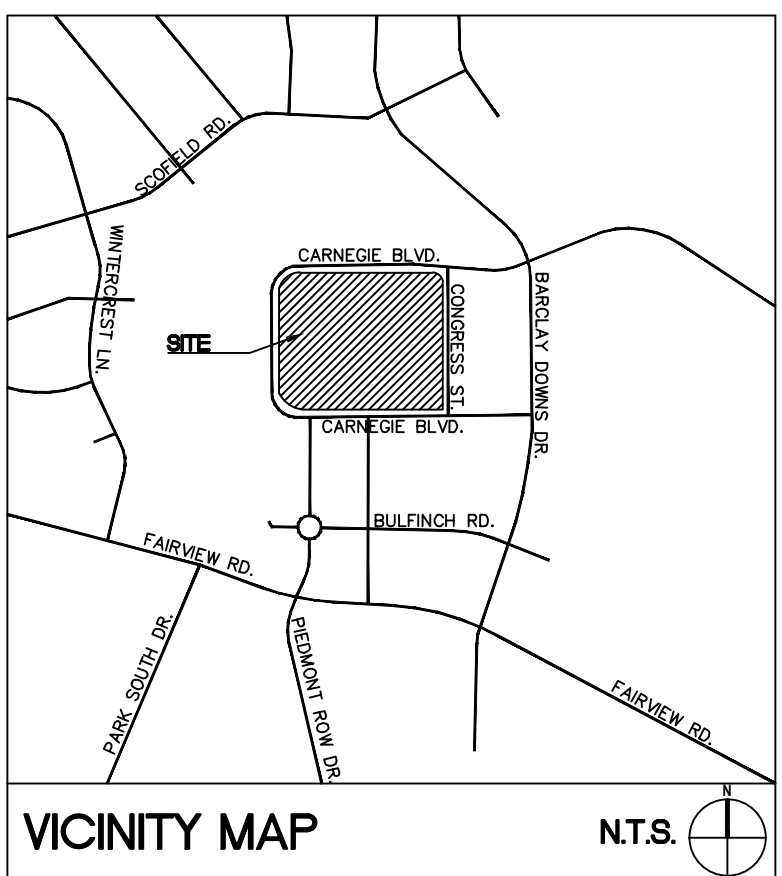 SCOFIELD RD.
WINTERCREST LN.
CARNEGIE BLVD.
CONGRESS ST.
BARCLAY DOWNS DR.
SITE
CARNEGIE BLVD.
BULFINCH RD.
FAIRVIEW RD.
PARK SOUTH DR.
PIEDMONT ROW DR.
FAIRVIEW RD.
VICINITY MAP
N.T.S.
N